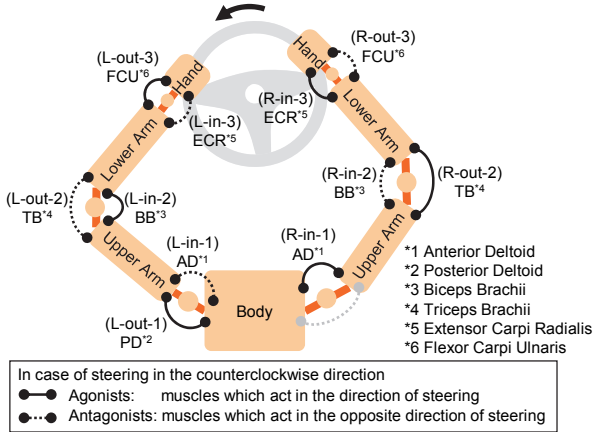 (L-out-3)
FCU*6
Hand
(L-in-3)
ECR*5
Lower Arm
(R-out-3)
FCU*6
Hand
(R-in-3)
ECR*5
Lower Arm
(L-out-2)
TB*4
(L-in-2)
BB*3
(R-in-2)
BB*3
(R-out-2)
TB*4
Upper Arm
(L-in-1)
AD*1
(R-in-1)
AD*1
Upper Arm
(L-out-1)
PD*2
Body
*1 Anterior Deltoid
*2 Posterior Deltoid
*3 Biceps Brachii
*4 Triceps Brachii
*5 Extensor Carpi Radialis
*6 Flexor Carpi Ulnaris
In case of steering in the counterclockwise direction
Agonists: muscles which act in the direction of steering
Antagonists: muscles which act in the opposite direction of steering